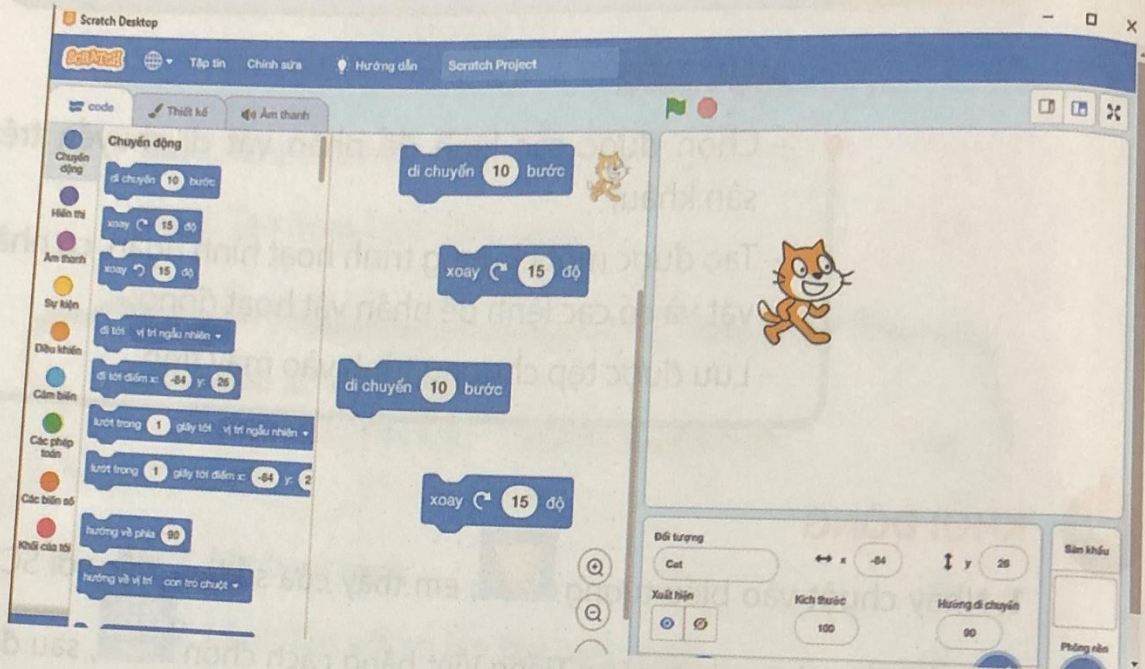 Scratch Desktop
SCRATCH Tập tin Chỉnh sửa Hướng dẫn Scratch Project
code Thiết kế Âm thanh
Chuyển động
Chuyển động
di chuyển 10 bước
Hiển thị
xoay 15 độ
Âm thanh
xoay 15 độ
Sự kiện
đi tới vị trí ngẫu nhiên
Điều khiển
đi tới điểm x: -84 y: 26
Cảm biến
lướt trong 1 giây tới vị trí ngẫu nhiên
Các phép toán
lướt trong 1 giây tới điểm x: -84 y: 2
Các biến số
hướng về phía 90
Khối của tôi
hướng về vị trí con trỏ chuột
di chuyển 10 bước
xoay 15 độ
di chuyển 10 bước
xoay 15 độ
Đối tượng
Cat x -84 y 26
Xuất hiện Kích thước Hướng di chuyển
100 90
Sân khấu
Phông nền